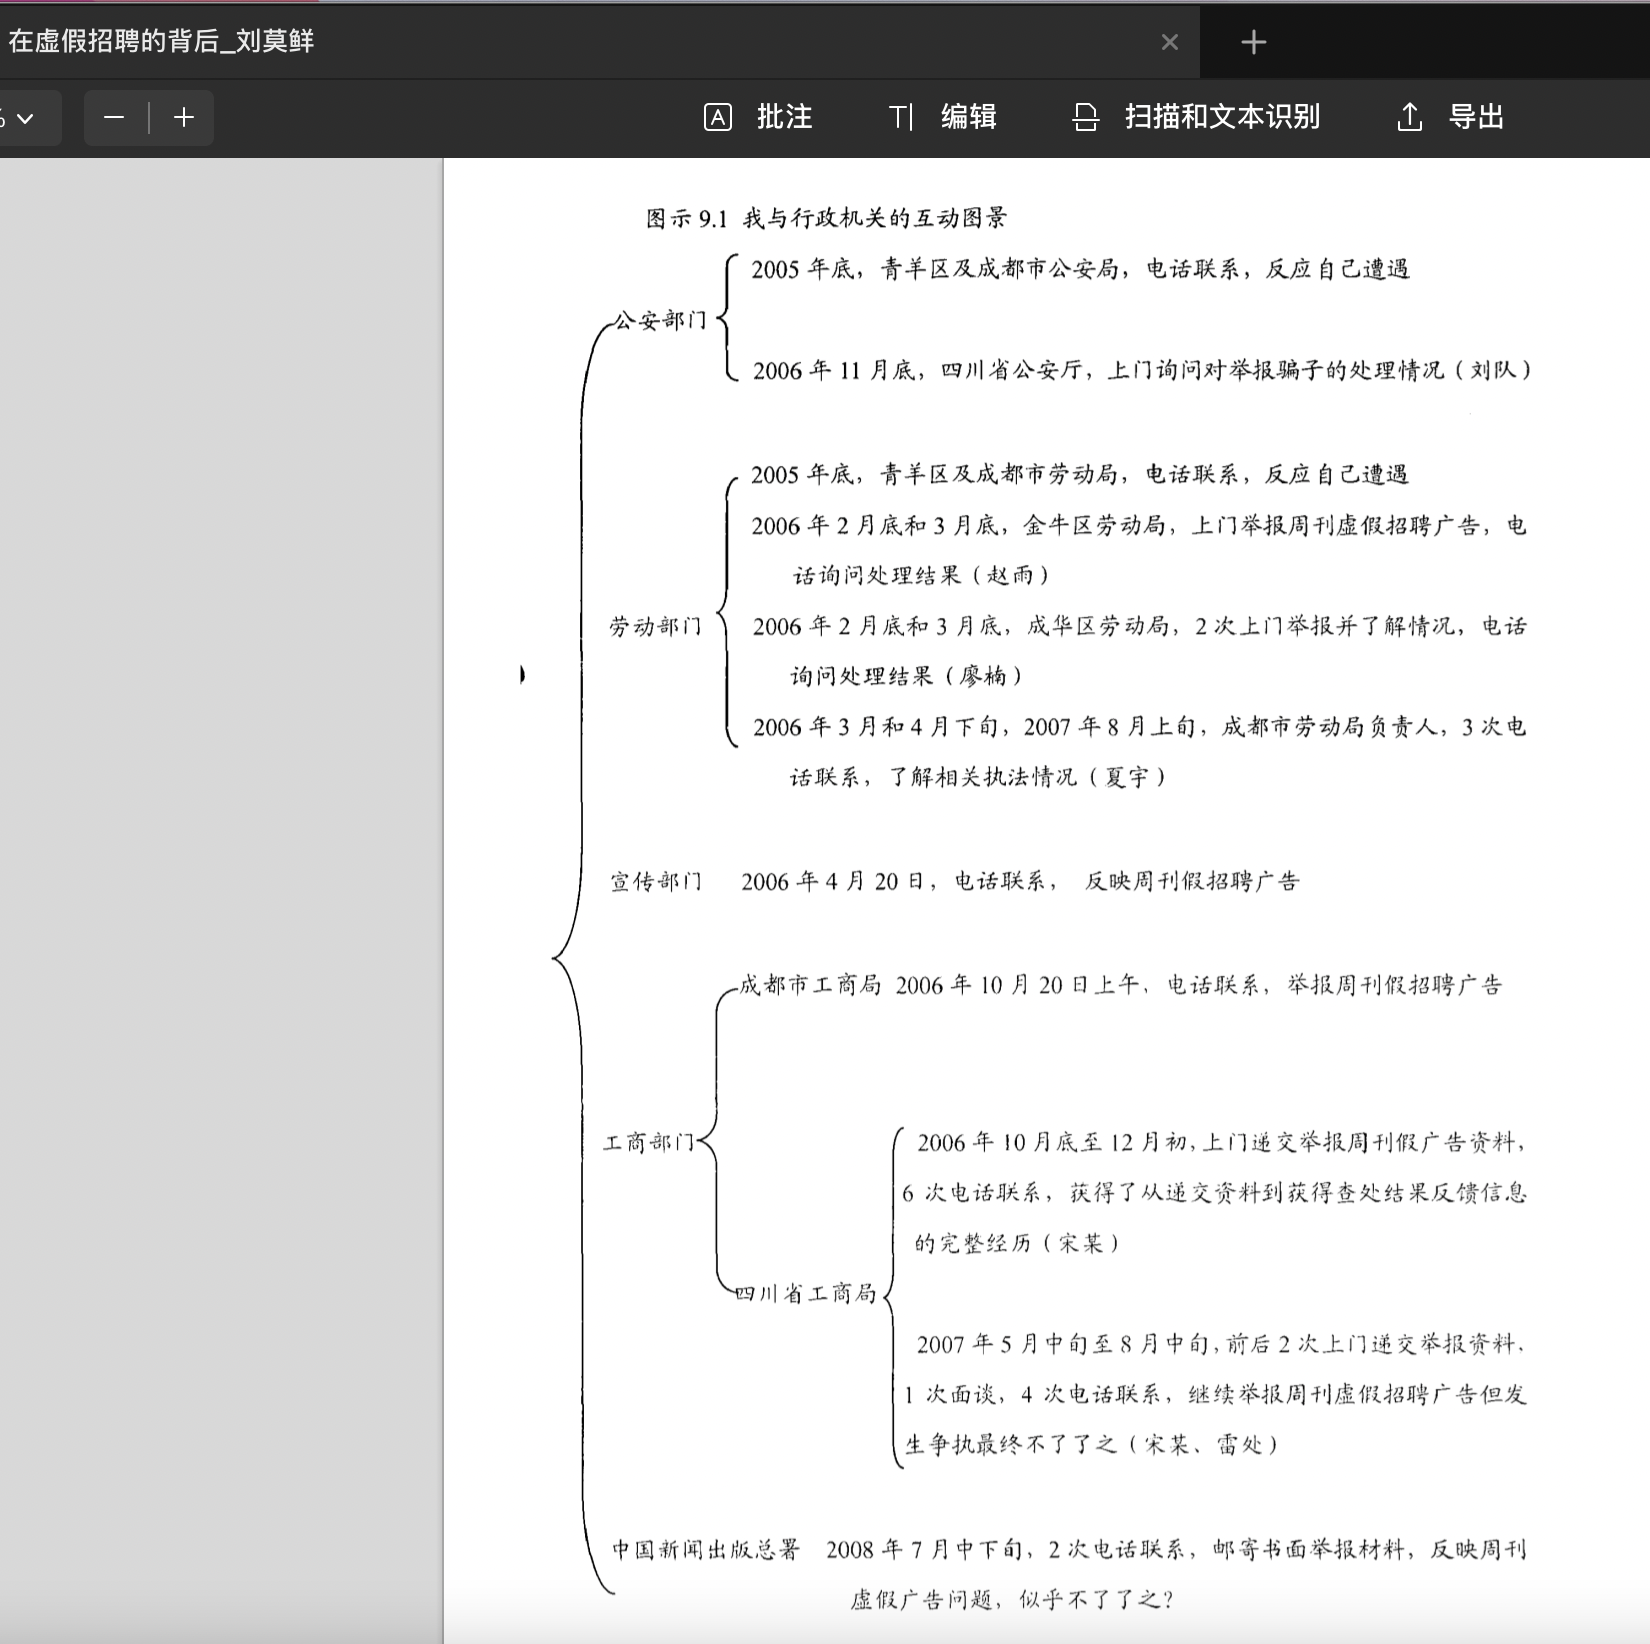 在虚假招聘的背后_刘莫鲜
批注
编辑
扫描和文本识别
导出
图示 9.1 我与行政机关的互动图景
公安部门
2005 年底，青羊区及成都市公安局，电话联系，反应自己遭遇
2006 年 11 月底，四川省公安厅，上门询问对举报骗子的处理情况（刘队）
劳动部门
2005 年底，青羊区及成都市劳动局，电话联系，反应自己遭遇
2006 年 2 月底和 3 月底，金牛区劳动局，上门举报周刊虚假招聘广告，电
话询问处理结果（赵雨）
2006 年 2 月底和 3 月底，成华区劳动局，2 次上门举报并了解情况，电话
询问处理结果（廖楠）
2006 年 3 月和 4 月下旬，2007 年 8 月上旬，成都市劳动局负责人，3 次电
话联系，了解相关执法情况（夏宇）
宣传部门 2006 年 4 月 20 日，电话联系， 反映周刊假招聘广告
工商部门
成都市工商局 2006 年 10 月 20 日上午，电话联系，举报周刊假招聘广告
四川省工商局
2006 年 10 月底至 12 月初，上门递交举报周刊假广告资料，
6 次电话联系，获得了从递交资料到获得查处结果反馈信息
的完整经历（宋某）
2007 年 5 月中旬至 8 月中旬，前后 2 次上门递交举报资料，
1 次面谈，4 次电话联系，继续举报周刊虚假招聘广告但发
生争执最终不了了之（宋某、雷处）
中国新闻出版总署 2008 年 7 月中下旬，2 次电话联系，邮寄书面举报材料，反映周刊
虚假广告问题，似乎不了了之？